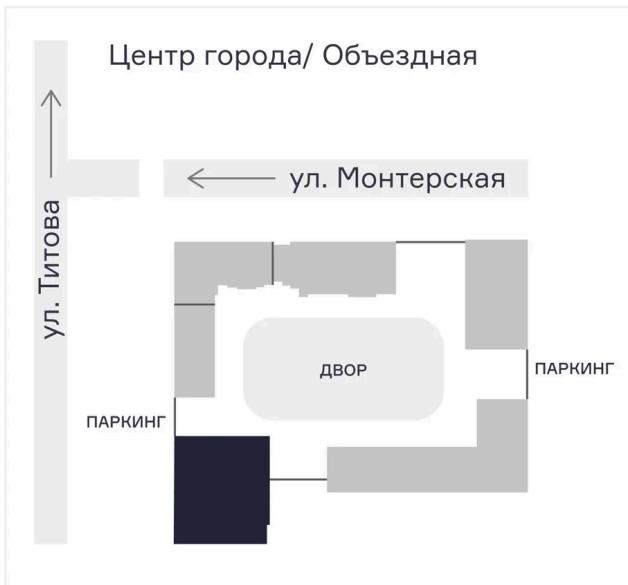 Центр города/ Объездная
ул. Монтерская
ул. Титова
ДВОР
ПАРКИНГ
ПАРКИНГ